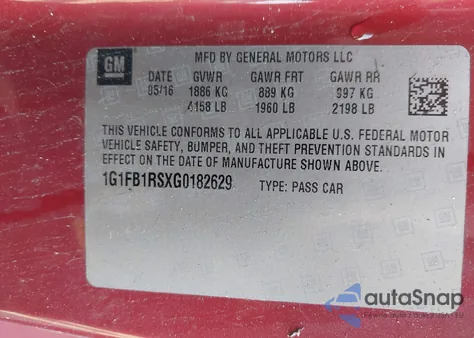 GM
MFD BY GENERAL MOTORS LLC
DATE GVWR GAWR FRT GAWR RR
05/16 1886 KG 889 KG 997 KG
4158 LB 1960 LB 2198 LB
THIS VEHICLE CONFORMS TO ALL APPLICABLE U.S. FEDERAL MOTOR
VEHICLE SAFETY, BUMPER, AND THEFT PREVENTION STANDARDS IN
EFFECT ON THE DATE OF MANUFACTURE SHOWN ABOVE.
1G1FB1RSXG0182629 TYPE: PASS CAR
autoSnap